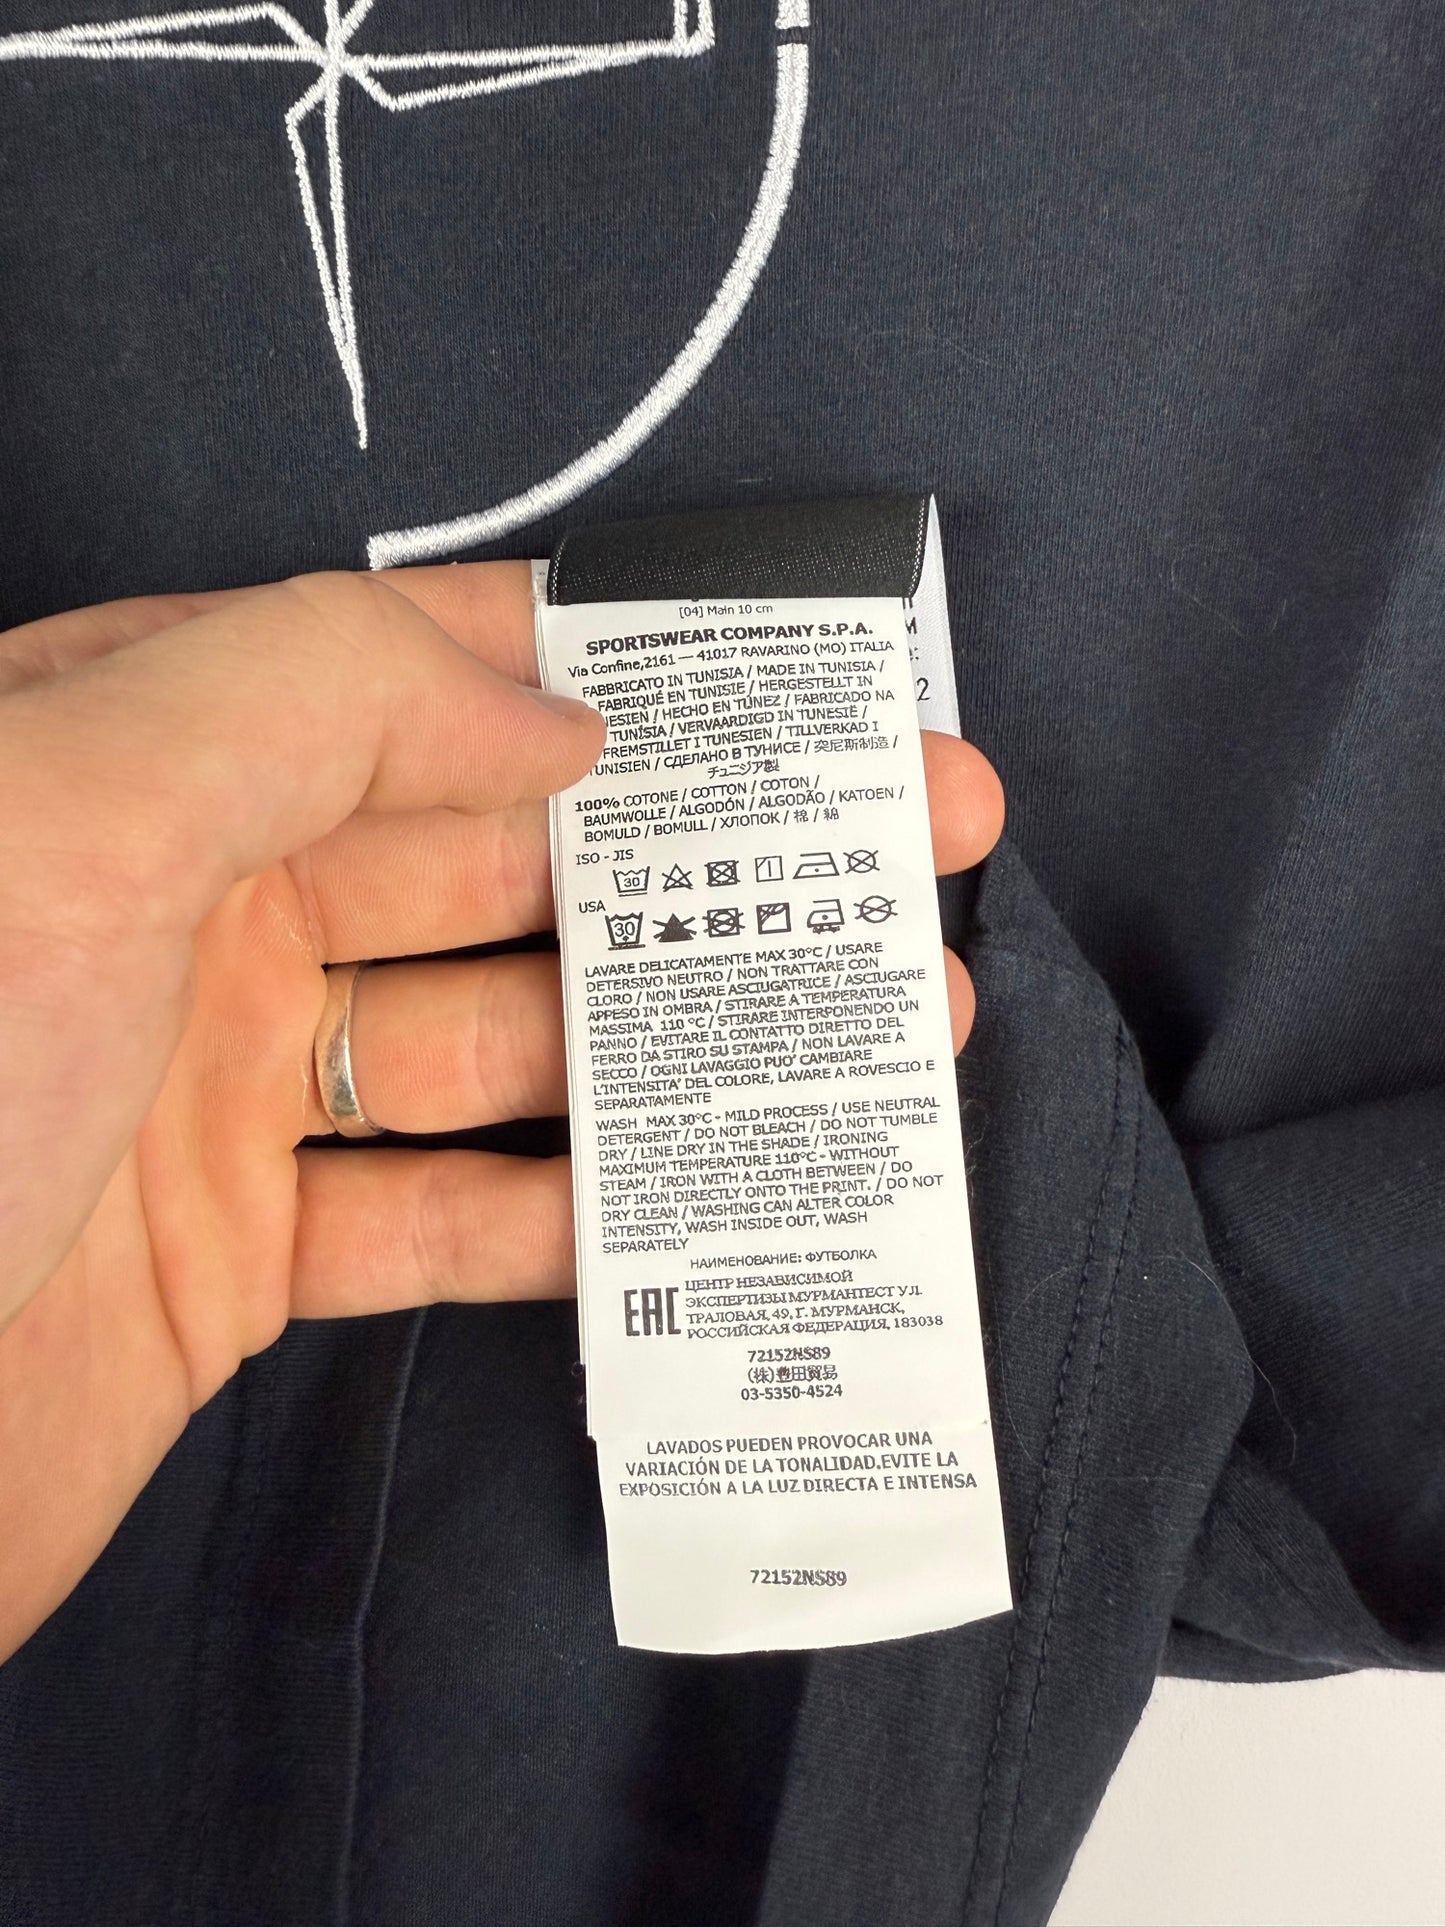 [04] Main 10 cm
SPORTSWEAR COMPANY S.P.A.
Via Confine,2161 — 41017 RAVARINO (MO) ITALIA
FABBRICATO IN TUNISIA / MADE IN TUNISIA /
FABRIQUÉ EN TUNISIE / HERGESTELLT IN
/ HECHO EN TÚNEZ / FABRICADO NA
TUNÍSIA / VERVAARDIGD IN TUNESIË /
FREMSTILLET I TUNESIEN / TILLVERKAD I
TUNISIEN / СДЕЛАНО В ТУНИСЕ / 突尼斯制造 /
チュニジア製
100% COTONE / COTTON / COTON /
BAUMWOLLE / ALGODÓN / ALGODÃO / KATOEN /
BOMULD / BOMULL / ХЛОПОК / 棉 / 綿
ISO - JIS
30
USA
30
LAVARE DELICATAMENTE MAX 30°C / USARE
DETERSIVO NEUTRO / NON TRATTARE CON
CLORO / NON USARE ASCIUGATRICE / ASCIUGARE
APPESO IN OMBRA / STIRARE A TEMPERATURA
MASSIMA 110 °C / STIRARE INTERPONENDO UN
PANNO / EVITARE IL CONTATTO DIRETTO DEL
FERRO DA STIRO SU STAMPA / NON LAVARE A
SECCO / OGNI LAVAGGIO PUO' CAMBIARE
L'INTENSITA' DEL COLORE, LAVARE A ROVESCIO E
SEPARATAMENTE
WASH MAX 30°C - MILD PROCESS / USE NEUTRAL
DETERGENT / DO NOT BLEACH / DO NOT TUMBLE
DRY / LINE DRY IN THE SHADE / IRONING
MAXIMUM TEMPERATURE 110°C - WITHOUT
STEAM / IRON WITH A CLOTH BETWEEN / DO
NOT IRON DIRECTLY ONTO THE PRINT. / DO NOT
DRY CLEAN / WASHING CAN ALTER COLOR
INTENSITY, WASH INSIDE OUT, WASH
SEPARATELY
НАИМЕНОВАНИЕ: ФУТБОЛКА
EAC
ЦЕНТР НЕЗАВИСИМОЙ
ЭКСПЕРТИЗЫ МУРМАНТЕСТ УЛ.
ТРАЛОВАЯ, 49, Г. МУРМАНСК,
РОССИЙСКАЯ ФЕДЕРАЦИЯ, 183038
72152NS89
(株)豊田貿易
03-5350-4524
LAVADOS PUEDEN PROVOCAR UNA
VARIACIÓN DE LA TONALIDAD.EVITE LA
EXPOSICIÓN A LA LUZ DIRECTA E INTENSA
72152NS89